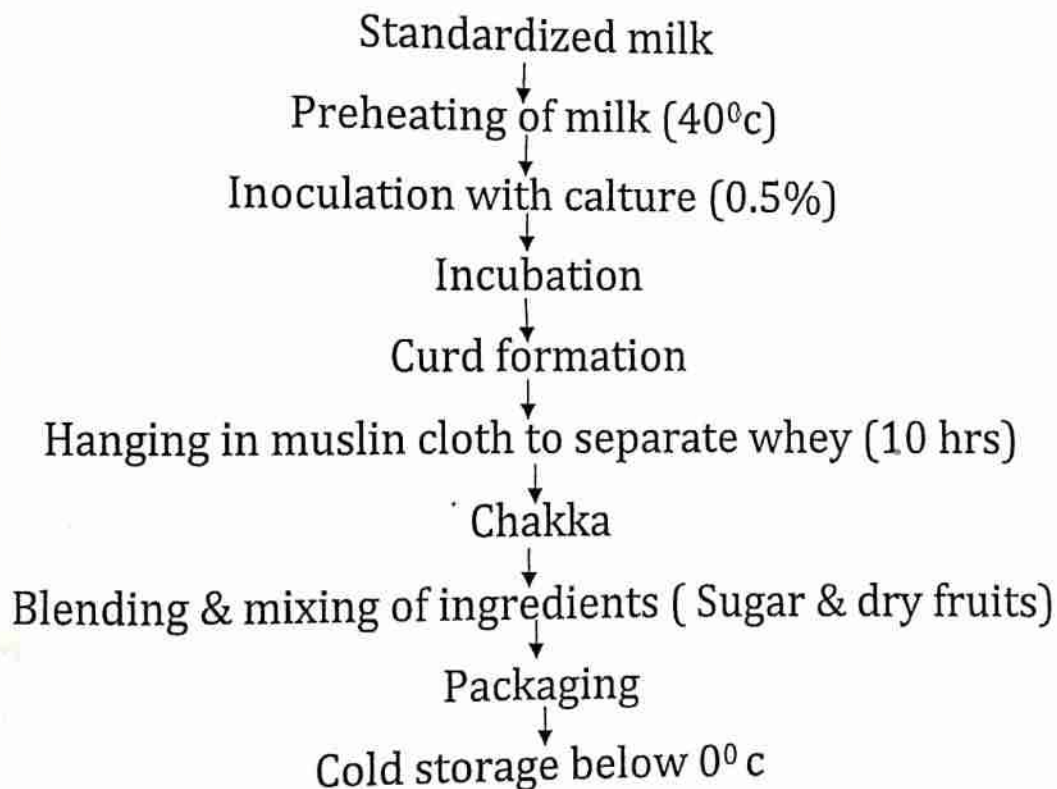 Standardized milk
Preheating of milk (40⁰c)
Inoculation with calture (0.5%)
Incubation
Curd formation
Hanging in muslin cloth to separate whey (10 hrs)
Chakka
Blending & mixing of ingredients ( Sugar & dry fruits)
Packaging
Cold storage below 0⁰ c